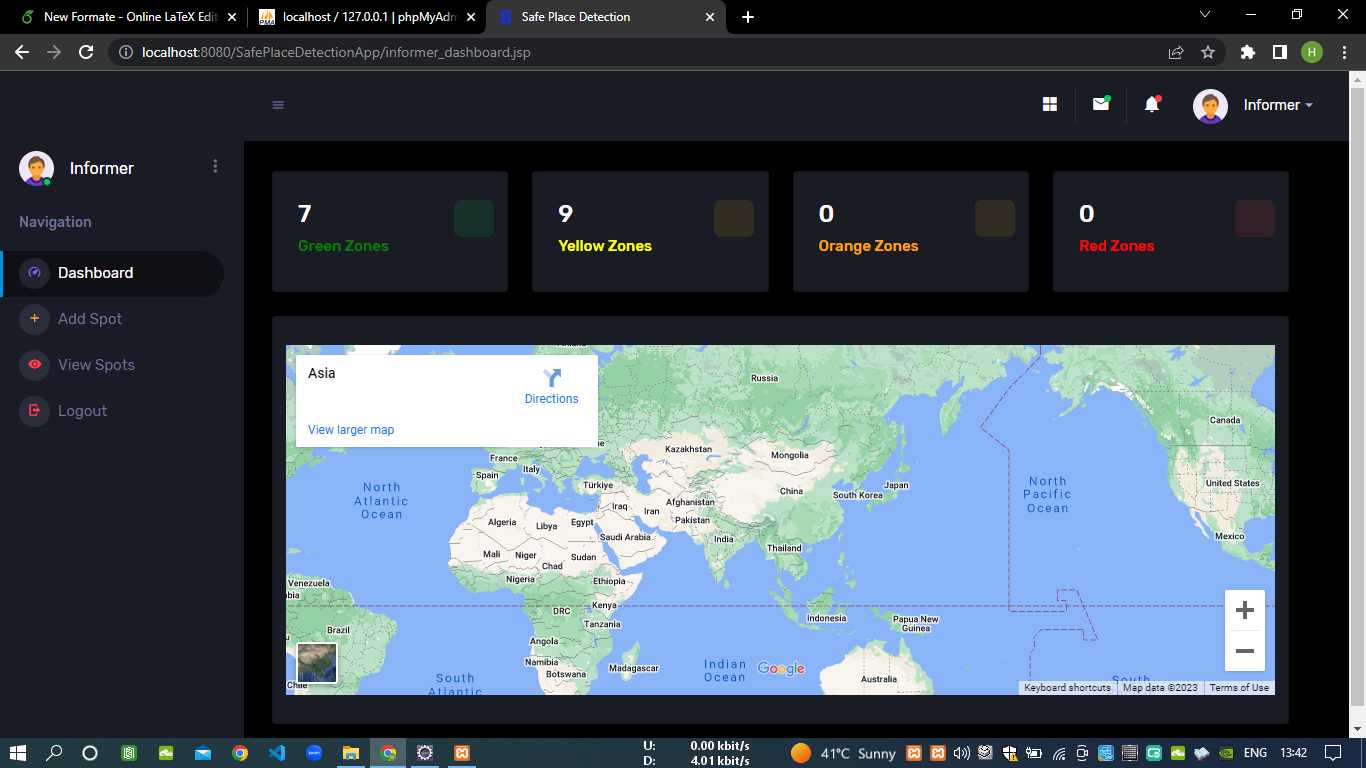 New Formate - Online LaTeX Edit
localhost / 127.0.0.1 | phpMyAdm
Safe Place Detection
localhost:8080/SafePlaceDetectionApp/informer_dashboard.jsp
H
Informer
Informer
Navigation
Dashboard
Add Spot
View Spots
Logout
7
Green Zones
9
Yellow Zones
0
Orange Zones
0
Red Zones
Asia
Directions
View larger map
Russia
Canada
Kazakhstan
Mongolia
France
Italy
Spain
Türkiye
China
Japan
South Korea
United States
North
Atlantic
Ocean
North
Pacific
Ocean
Afghanistan
Iraq
Iran
Pakistan
Algeria
Libya
Egypt
Saudi Arabia
India
Mexico
Thailand
Mali
Niger
Chad
Sudan
Nigeria
Ethiopia
Venezuela
DRC
Kenya
Tanzania
Indonesia
Papua New
Guinea
Brazil
Angola
Namibia
Botswana
Madagascar
Indian
Ocean
Google
Australia
Chile
South
Atlantic
South
Keyboard shortcuts
Map data ©2023
Terms of Use
U: 0.00 kbit/s
D: 4.01 kbit/s
41°C Sunny
ENG
13:42